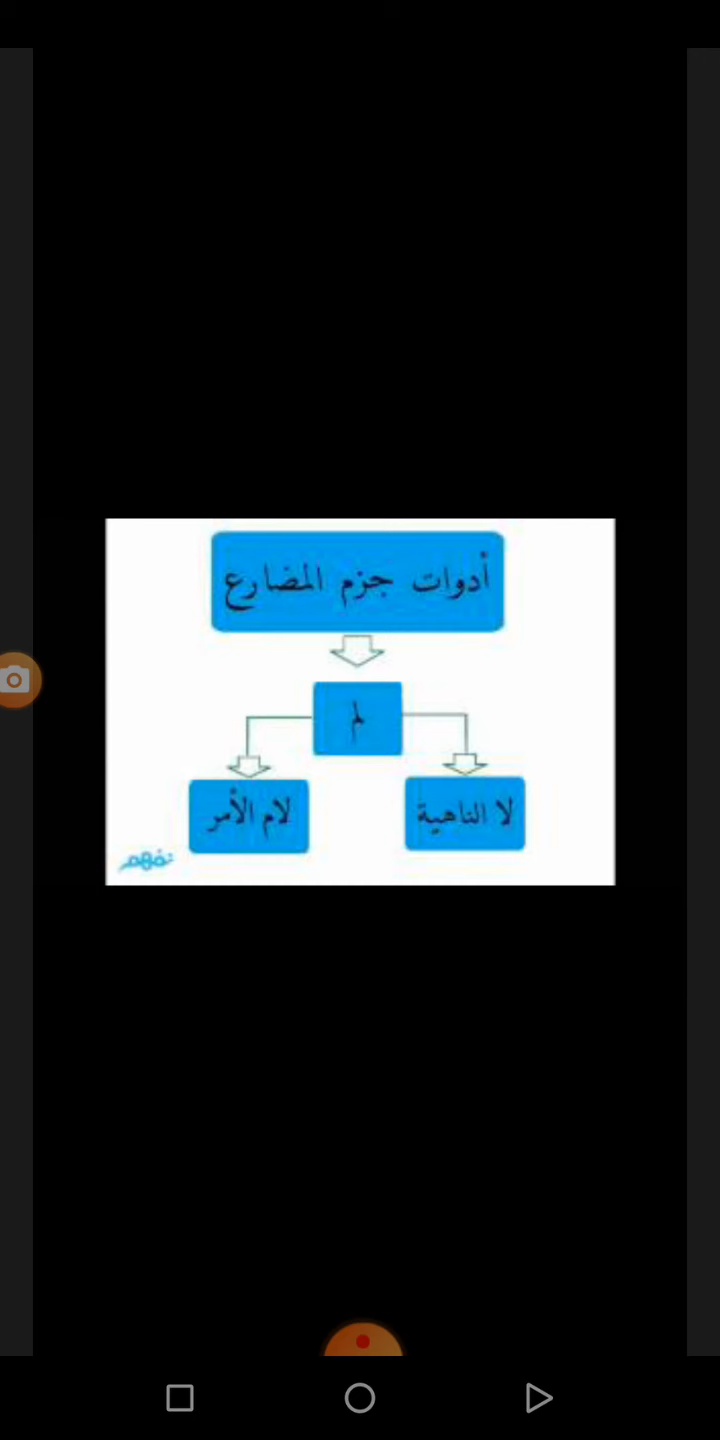 أدوات جزم المضارع
لم
لا الناهية
لام الأمر
نفهم